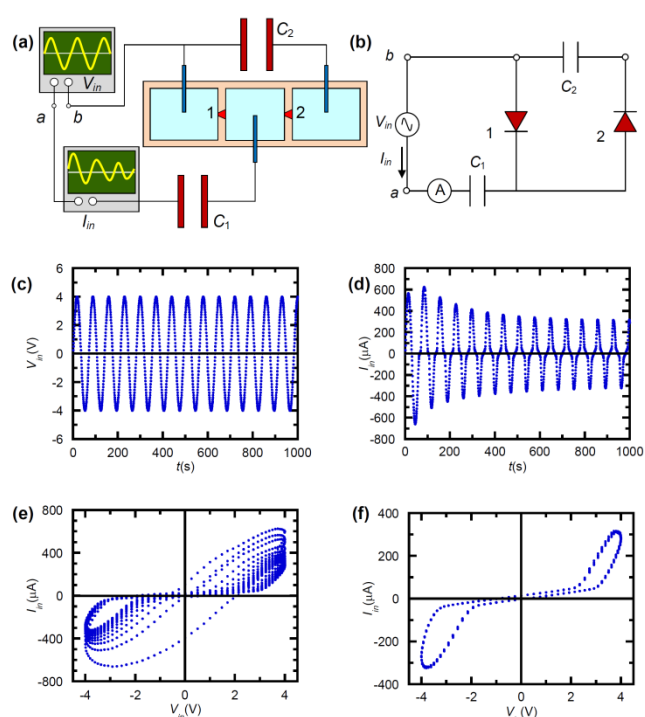 (a)
C2
Vin
a
b
1
2
Iin
C1
(b)
b
C2
Vin
1
2
Iin
C1
a
A
(c)
Vin(V)
6
4
2
0
-2
-4
-6
0 200 400 600 800 1000
t(s)
(d)
Iin(μA)
800
600
400
200
0
-200
-400
-600
-800
0 200 400 600 800 1000
t(s)
(e)
Iin(μA)
800
400
0
-400
-800
-4 -2 0 2 4
Vin(V)
(f)
Iin(μA)
400
200
0
-200
-400
-4 -2 0 2 4
V (V)